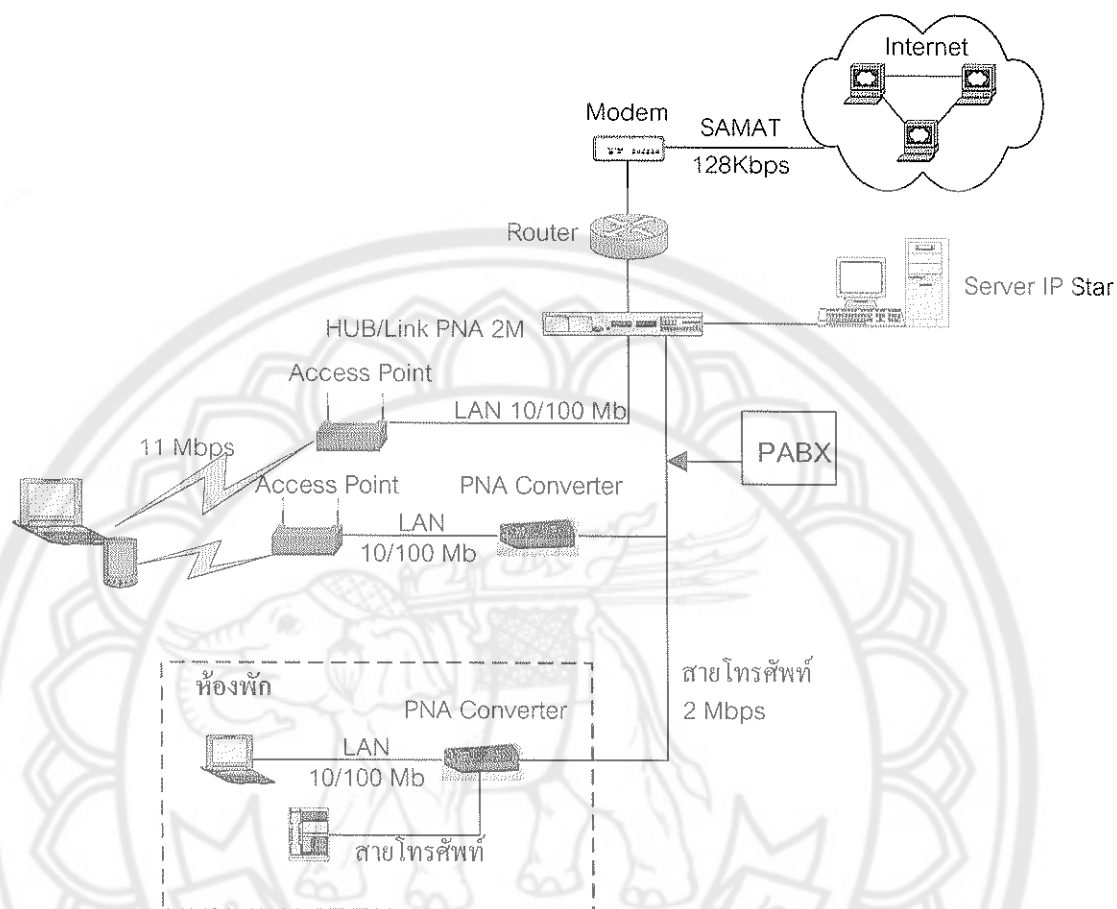 Internet
Modem
SAMAT
128Kbps
Router
Server IP Star
HUB/Link PNA 2M
Access Point
LAN 10/100 Mb
11 Mbps
PABX
Access Point
PNA Converter
LAN
10/100 Mb
สายโทรศัพท์
2 Mbps
ห้องพัก
PNA Converter
LAN
10/100 Mb
สายโทรศัพท์